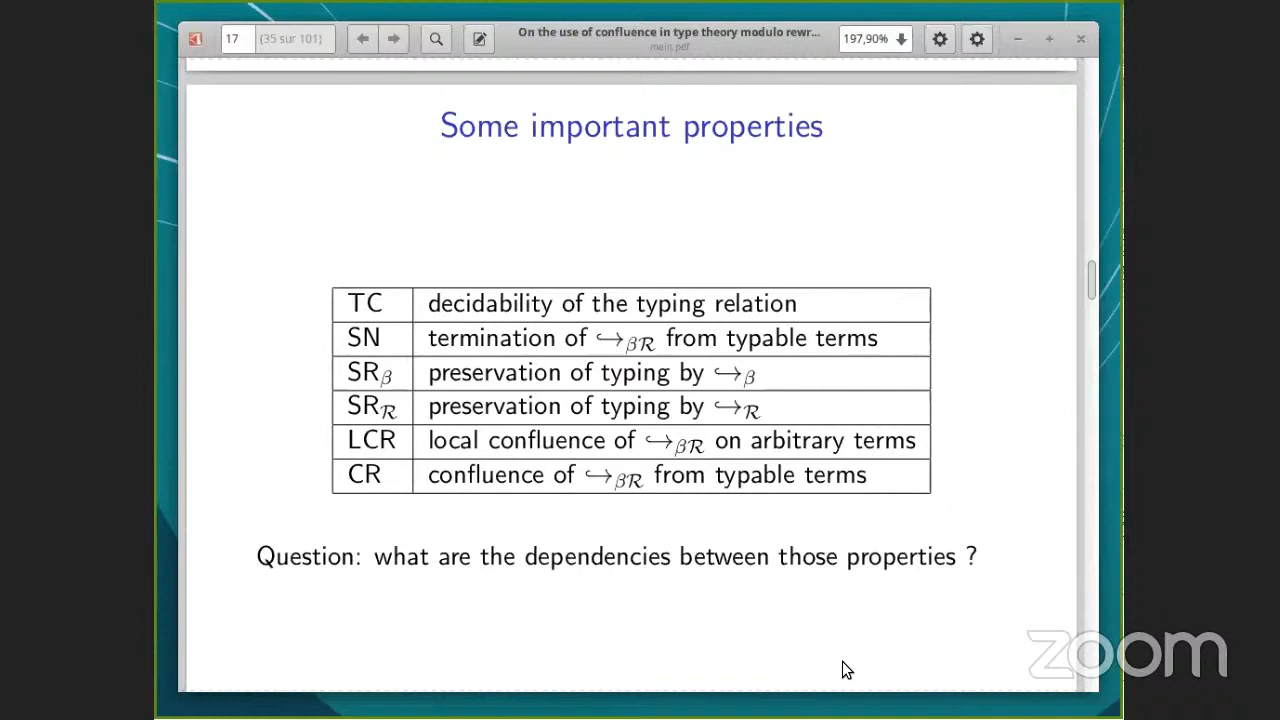 17 (35 sur 101)
On the use of confluence in type theory modulo rewr...
main.pdf
197,90%
Some important properties
TC decidability of the typing relation
SN termination of ↪βℛ from typable terms
SRβ preservation of typing by ↪β
SRℛ preservation of typing by ↪ℛ
LCR local confluence of ↪βℛ on arbitrary terms
CR confluence of ↪βℛ from typable terms
Question: what are the dependencies between those properties ?
zoom